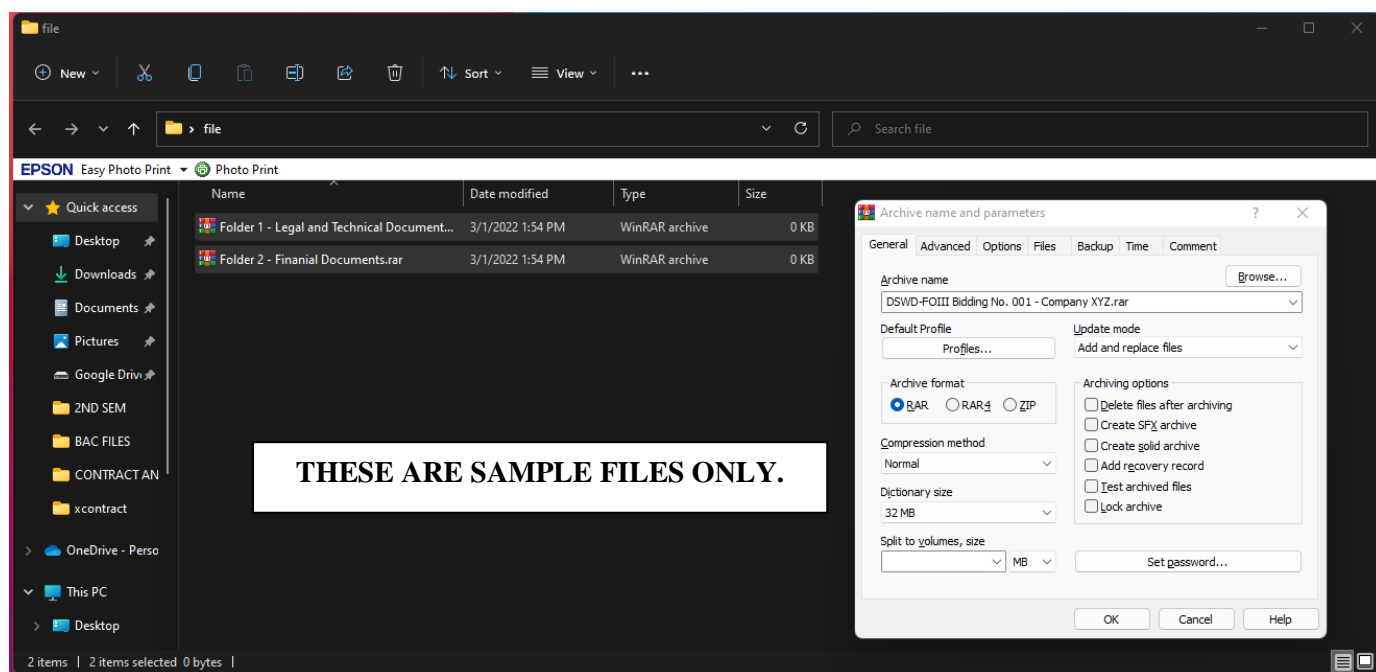 file
New
Sort
View
file
Search file
EPSON Easy Photo Print Photo Print
Name Date modified Type Size
Folder 1 - Legal and Technical Document... 3/1/2022 1:54 PM WinRAR archive 0 KB
Folder 2 - Finanial Documents.rar 3/1/2022 1:54 PM WinRAR archive 0 KB
Quick access
Desktop
Downloads
Documents
Pictures
Google Driv
2ND SEM
BAC FILES
CONTRACT AN
xcontract
OneDrive - Perso
This PC
Desktop
THESE ARE SAMPLE FILES ONLY.
Archive name and parameters ?
General Advanced Options Files Backup Time Comment
Archive name Browse...
DSWD-FOIII Bidding No. 001 - Company XYZ.rar
Default Profile Update mode
Profiles... Add and replace files
Archive format Archiving options
RAR RAR4 ZIP Delete files after archiving
Create SFX archive
Compression method Create solid archive
Normal Add recovery record
Dictionary size Test archived files
32 MB Lock archive
Split to volumes, size
MB Set password...
OK Cancel Help
2 items 2 items selected 0 bytes